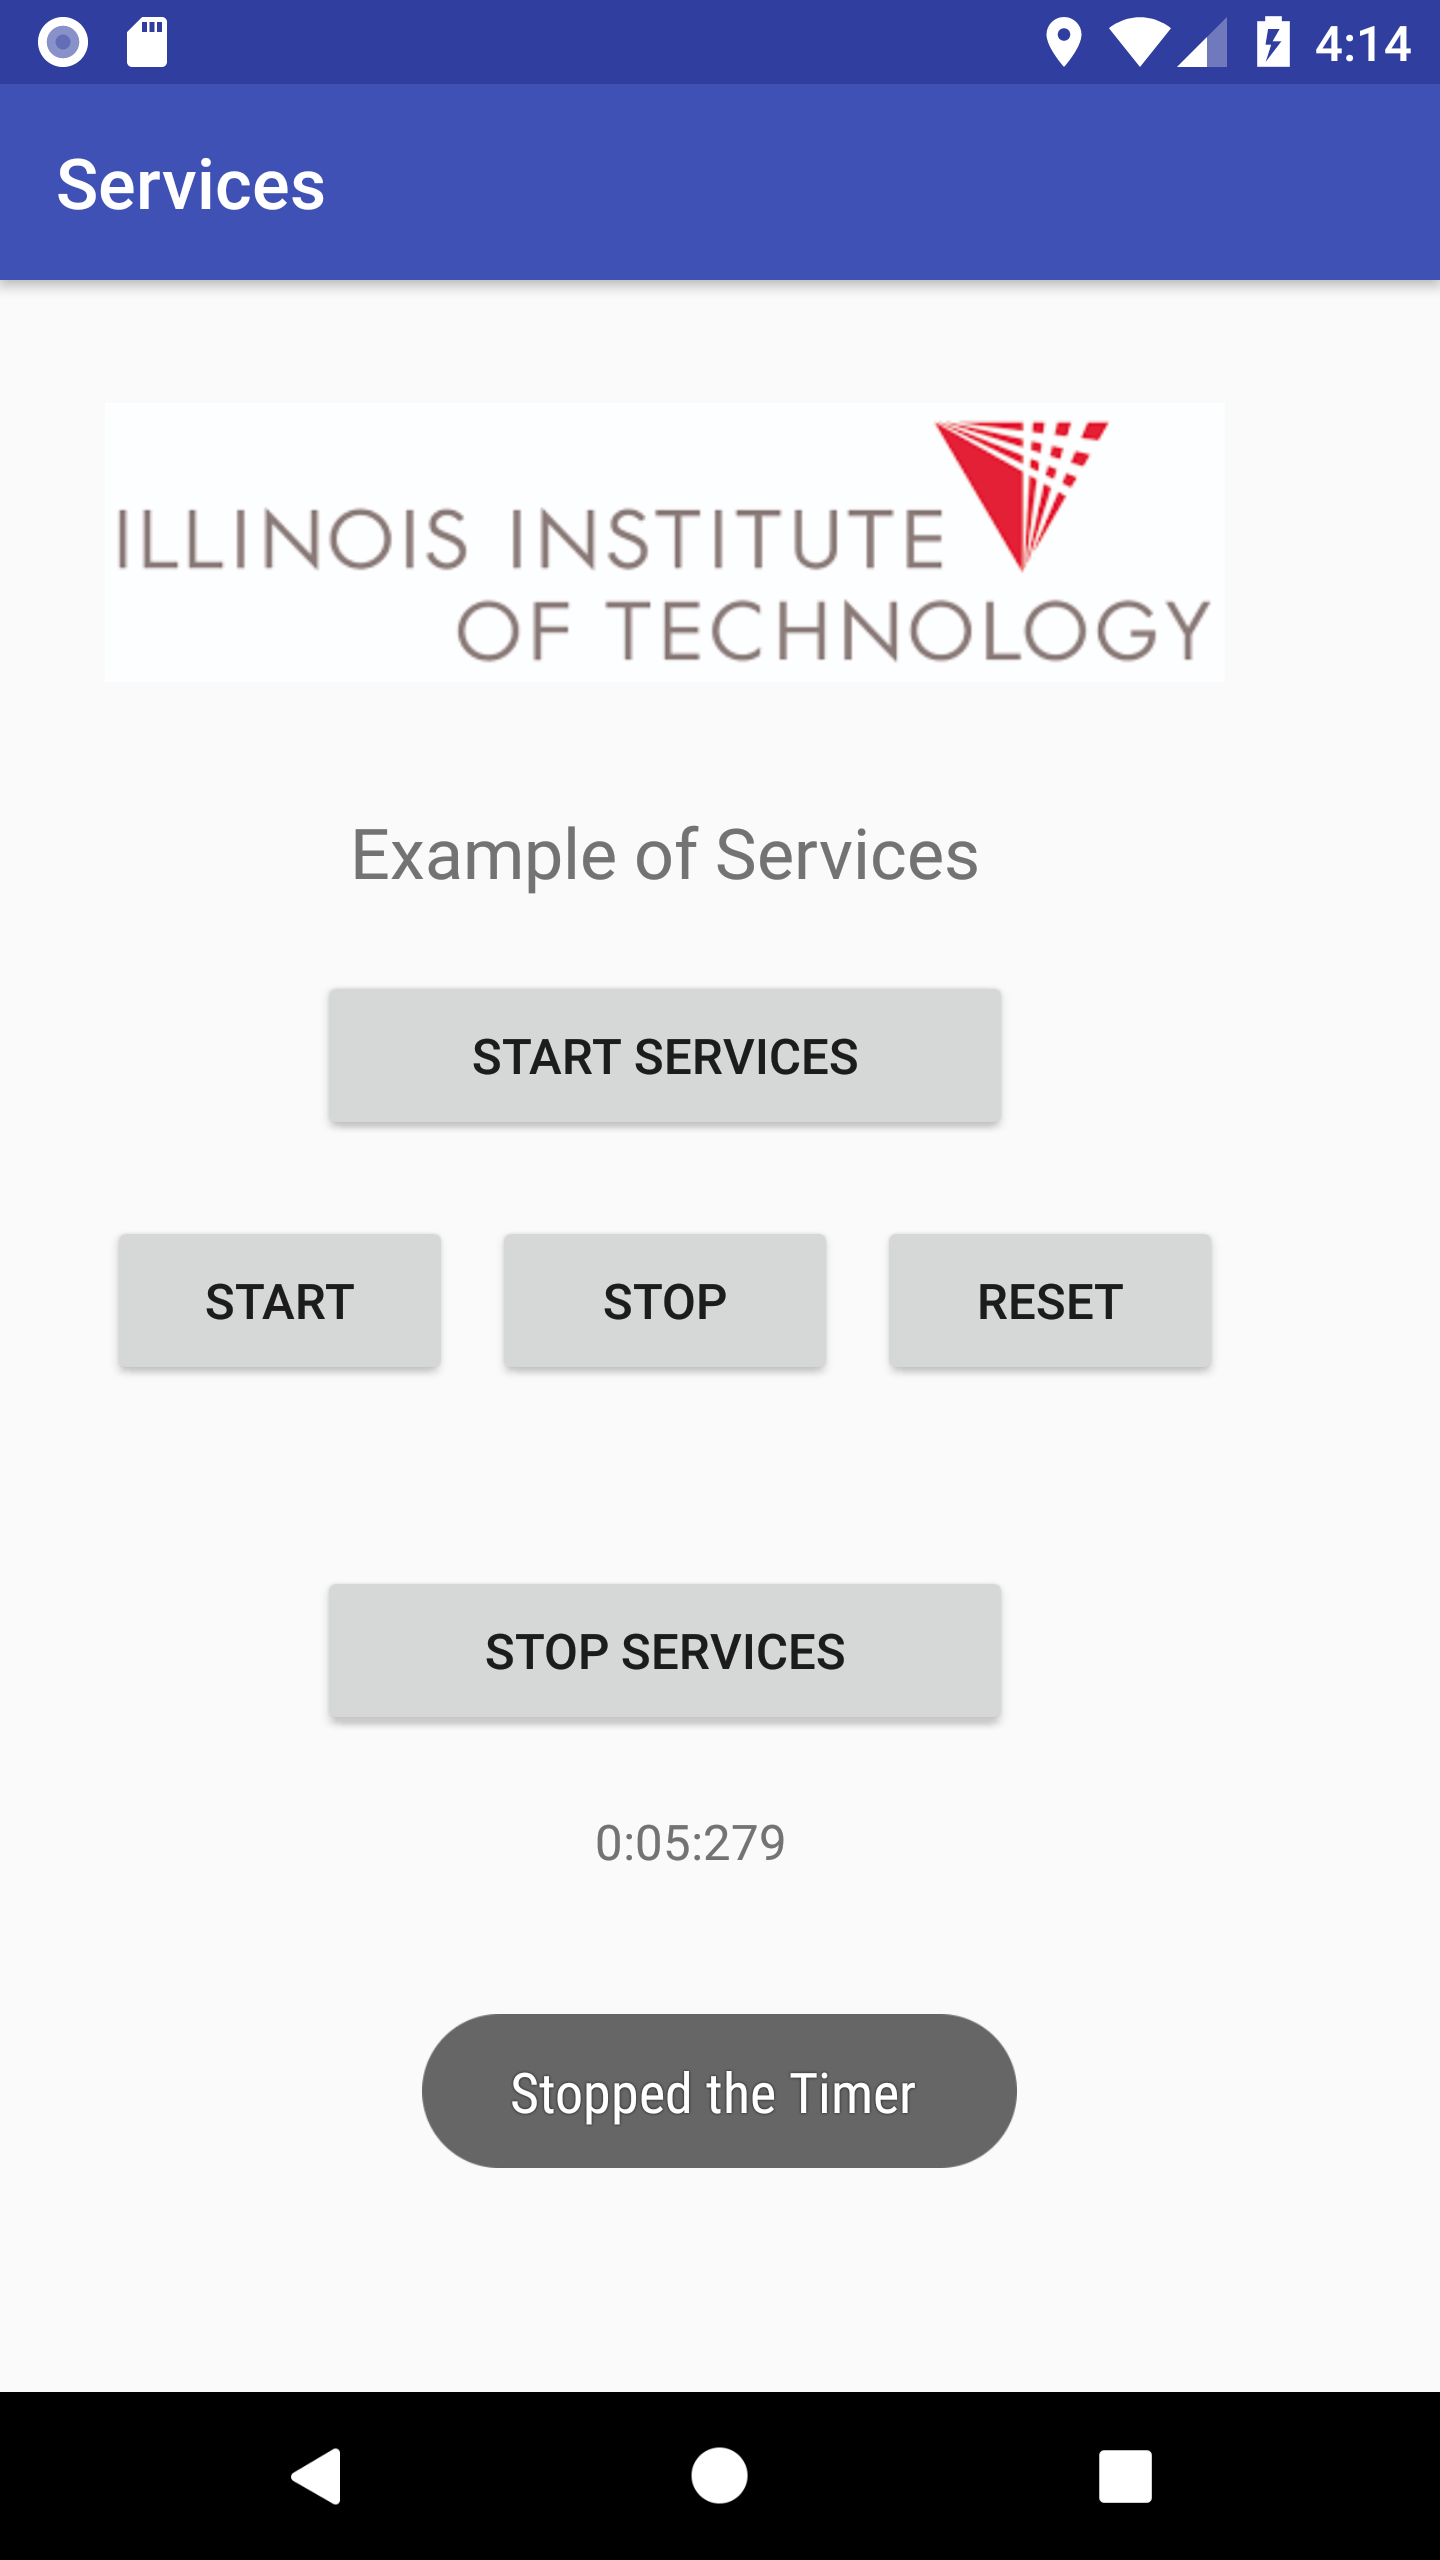 4:14
Services
ILLINOIS INSTITUTE
OF TECHNOLOGY
Example of Services
START SERVICES
START STOP RESET
STOP SERVICES
0:05:279
Stopped the Timer